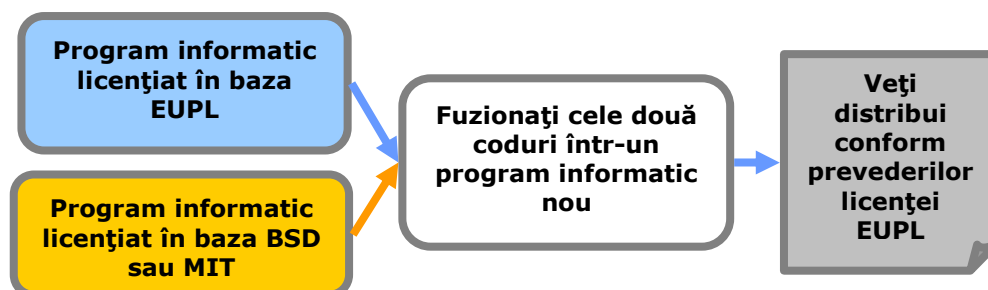 Program informatic
licenţiat în baza
EUPL
Program informatic
licenţiat în baza BSD
sau MIT
Fuzionaţi cele două
coduri într-un
program informatic
nou
Veţi
distribui
conform
prevederilor
licenţei
EUPL